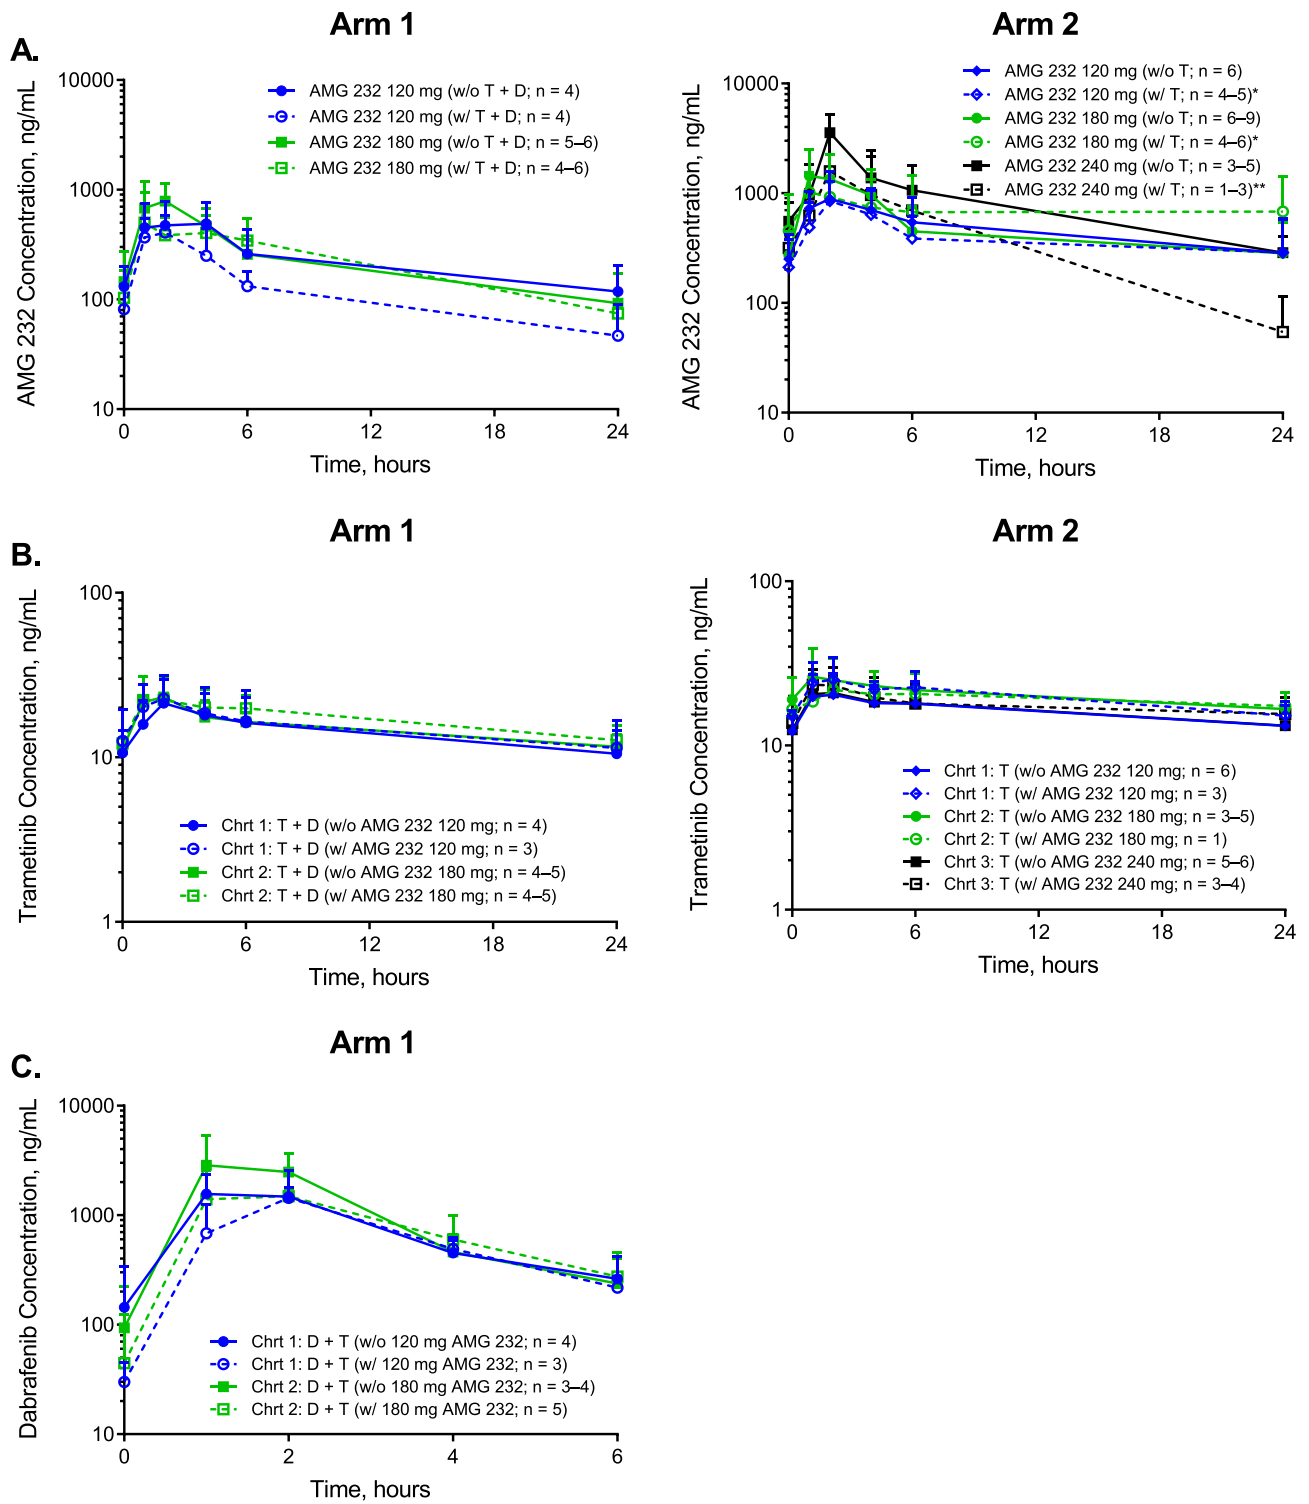 Arm 1
Arm 2
A.
AMG 232 Concentration, ng/mL
10000
1000
100
10
0
6
12
18
24
Time, hours
AMG 232 120 mg (w/o T + D; n = 4)
AMG 232 120 mg (w/ T + D; n = 4)
AMG 232 180 mg (w/o T + D; n = 5–6)
AMG 232 180 mg (w/ T + D; n = 4–6)
AMG 232 Concentration, ng/mL
10000
1000
100
10
0
6
12
18
24
Time, hours
AMG 232 120 mg (w/o T; n = 6)
AMG 232 120 mg (w/ T; n = 4–5)*
AMG 232 180 mg (w/o T; n = 6–9)
AMG 232 180 mg (w/ T; n = 4–6)*
AMG 232 240 mg (w/o T; n = 3–5)
AMG 232 240 mg (w/ T; n = 1–3)**
Arm 1
Arm 2
B.
Trametinib Concentration, ng/mL
100
10
1
0
6
12
18
24
Time, hours
Chrt 1: T + D (w/o AMG 232 120 mg; n = 4)
Chrt 1: T + D (w/ AMG 232 120 mg; n = 3)
Chrt 2: T + D (w/o AMG 232 180 mg; n = 4–5)
Chrt 2: T + D (w/ AMG 232 180 mg; n = 4–5)
Trametinib Concentration, ng/mL
100
10
1
0
6
12
18
24
Time, hours
Chrt 1: T (w/o AMG 232 120 mg; n = 6)
Chrt 1: T (w/ AMG 232 120 mg; n = 3)
Chrt 2: T (w/o AMG 232 180 mg; n = 3–5)
Chrt 2: T (w/ AMG 232 180 mg; n = 1)
Chrt 3: T (w/o AMG 232 240 mg; n = 5–6)
Chrt 3: T (w/ AMG 232 240 mg; n = 3–4)
Arm 1
C.
Dabrafenib Concentration, ng/mL
10000
1000
100
10
0
2
4
6
Time, hours
Chrt 1: D + T (w/o 120 mg AMG 232; n = 4)
Chrt 1: D + T (w/ 120 mg AMG 232; n = 3)
Chrt 2: D + T (w/o 180 mg AMG 232; n = 3–4)
Chrt 2: D + T (w/ 180 mg AMG 232; n = 5)